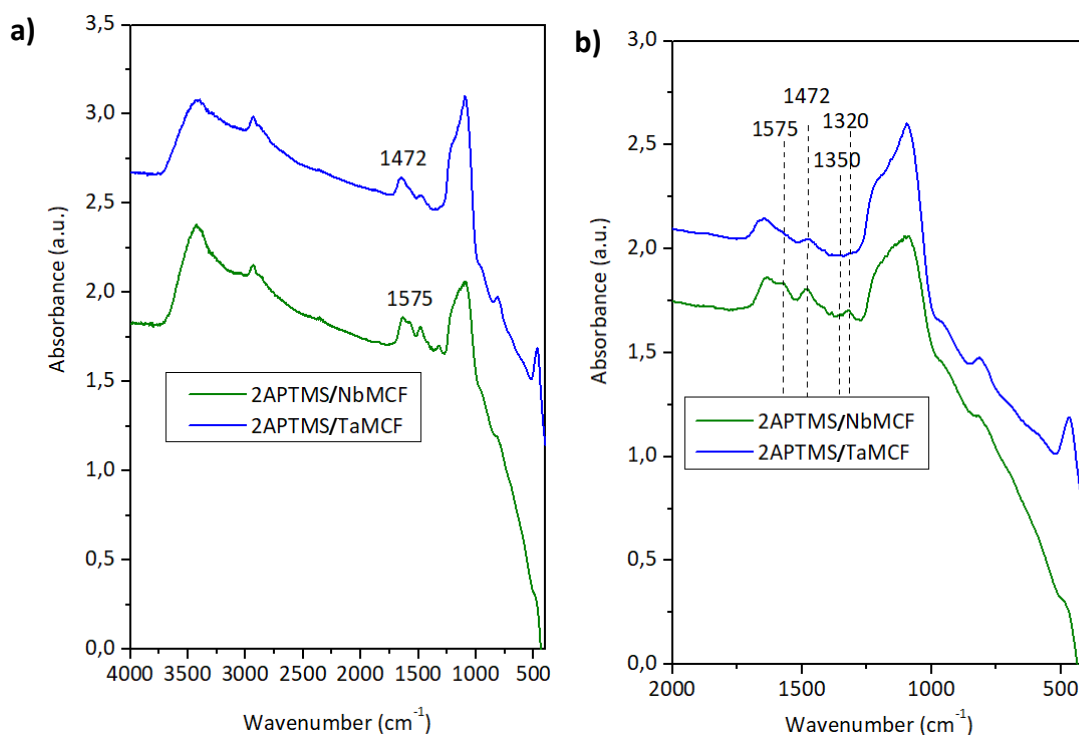 a)
3,5
3,0
2,5
2,0
1,5
1,0
0,5
0,0
Absorbance (a.u.)
1472
1575
2APTMS/NbMCF
2APTMS/TaMCF
4000 3500 3000 2500 2000 1500 1000 500
Wavenumber (cm⁻¹)
b)
3,0
2,5
2,0
1,5
1,0
0,5
0,0
Absorbance (a.u.)
1472
1575
1320
1350
2APTMS/NbMCF
2APTMS/TaMCF
2000 1500 1000 500
Wavenumber (cm⁻¹)